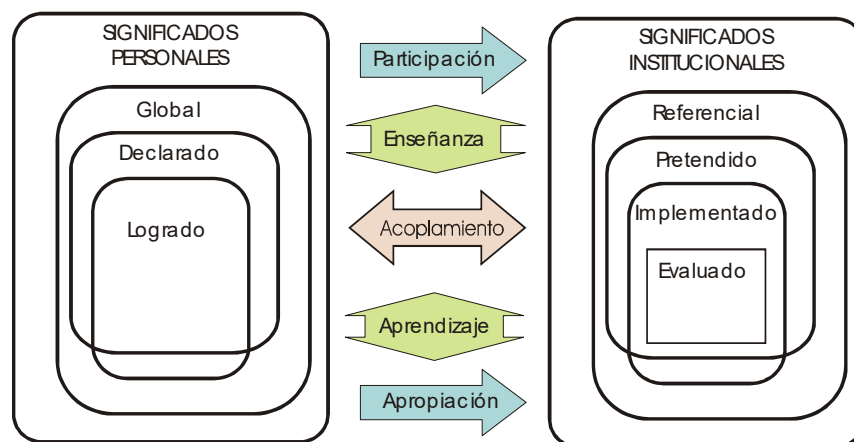 SIGNIFICADOS
PERSONALES
Global
Declarado
Logrado
Participación
Enseñanza
Acoplamiento
Aprendizaje
Apropiación
SIGNIFICADOS
INSTITUCIONALES
Referencial
Pretendido
Implementado
Evaluado